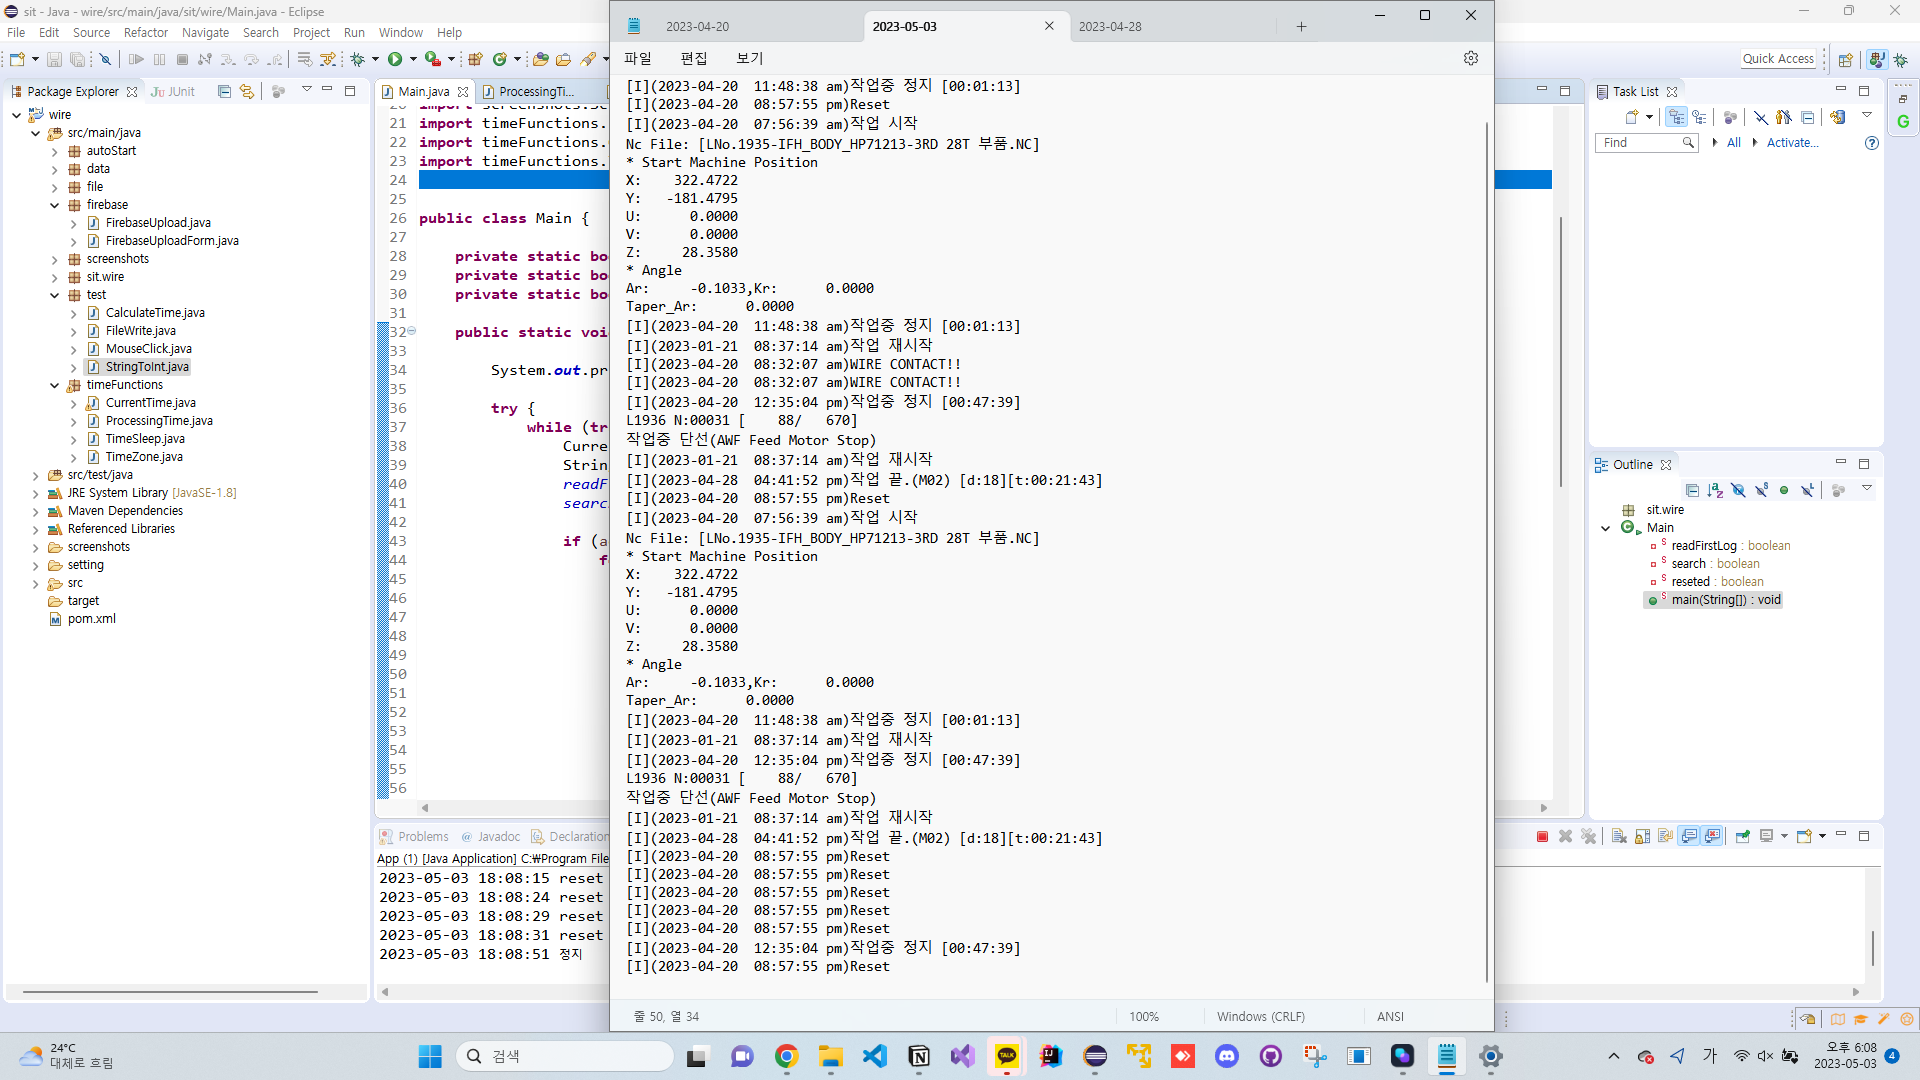 sit - Java - wire/src/main/java/sit/wire/Main.java - Eclipse
File Edit Source Refactor Navigate Search Project Run Window Help
Quick Access
Package Explorer
JUnit
wire
src/main/java
autoStart
data
file
firebase
FirebaseUpload.java
FirebaseUploadForm.java
screenshots
sit.wire
test
CalculateTime.java
FileWrite.java
MouseClick.java
StringToInt.java
timeFunctions
CurrentTime.java
ProcessingTime.java
TimeSleep.java
TimeZone.java
src/test/java
JRE System Library [JavaSE-1.8]
Maven Dependencies
Referenced Libraries
screenshots
setting
src
target
pom.xml
Main.java
ProcessingTi...
21 import timeFunctions.
22 import timeFunctions.
23 import timeFunctions.
24
25
26 public class Main {
27
28 private static bo
29 private static bo
30 private static bo
31
32 public static voi
33
34 System.out.pr
35
36 try {
37 while (tr
38 Curre
39 Strin
40 readF
41 searc
42
43 if (a
44 f
45
46
47
48
49
50
51
52
53
54
55
56
Problems @ Javadoc Declaration
App (1) [Java Application] C:₩Program File
2023-05-03 18:08:15 reset
2023-05-03 18:08:24 reset
2023-05-03 18:08:29 reset
2023-05-03 18:08:31 reset
2023-05-03 18:08:51 정지
2023-04-20
2023-05-03
2023-04-28
파일 편집 보기
[I](2023-04-20 11:48:38 am)작업중 정지 [00:01:13]
[I](2023-04-20 08:57:55 pm)Reset
[I](2023-04-20 07:56:39 am)작업 시작
Nc File: [LNo.1935-IFH_BODY_HP71213-3RD 28T 부품.NC]
* Start Machine Position
X: 322.4722
Y: -181.4795
U: 0.0000
V: 0.0000
Z: 28.3580
* Angle
Ar: -0.1033,Kr: 0.0000
Taper_Ar: 0.0000
[I](2023-04-20 11:48:38 am)작업중 정지 [00:01:13]
[I](2023-01-21 08:37:14 am)작업 재시작
[I](2023-04-20 08:32:07 am)WIRE CONTACT!!
[I](2023-04-20 08:32:07 am)WIRE CONTACT!!
[I](2023-04-20 12:35:04 pm)작업중 정지 [00:47:39]
L1936 N:00031 [ 88/ 670]
작업중 단선(AWF Feed Motor Stop)
[I](2023-01-21 08:37:14 am)작업 재시작
[I](2023-04-28 04:41:52 pm)작업 끝.(M02) [d:18][t:00:21:43]
[I](2023-04-20 08:57:55 pm)Reset
[I](2023-04-20 07:56:39 am)작업 시작
Nc File: [LNo.1935-IFH_BODY_HP71213-3RD 28T 부품.NC]
* Start Machine Position
X: 322.4722
Y: -181.4795
U: 0.0000
V: 0.0000
Z: 28.3580
* Angle
Ar: -0.1033,Kr: 0.0000
Taper_Ar: 0.0000
[I](2023-04-20 11:48:38 am)작업중 정지 [00:01:13]
[I](2023-01-21 08:37:14 am)작업 재시작
[I](2023-04-20 12:35:04 pm)작업중 정지 [00:47:39]
L1936 N:00031 [ 88/ 670]
작업중 단선(AWF Feed Motor Stop)
[I](2023-01-21 08:37:14 am)작업 재시작
[I](2023-04-28 04:41:52 pm)작업 끝.(M02) [d:18][t:00:21:43]
[I](2023-04-20 08:57:55 pm)Reset
[I](2023-04-20 08:57:55 pm)Reset
[I](2023-04-20 08:57:55 pm)Reset
[I](2023-04-20 08:57:55 pm)Reset
[I](2023-04-20 08:57:55 pm)Reset
[I](2023-04-20 12:35:04 pm)작업중 정지 [00:47:39]
[I](2023-04-20 08:57:55 pm)Reset
줄 50, 열 34
100%
Windows (CRLF)
ANSI
Task List
Find
All
Activate...
Outline
sit.wire
Main
readFirstLog : boolean
search : boolean
reseted : boolean
main(String[]) : void
24°C
대체로 흐림
검색
TALK
가
오후 6:08
2023-05-03
4